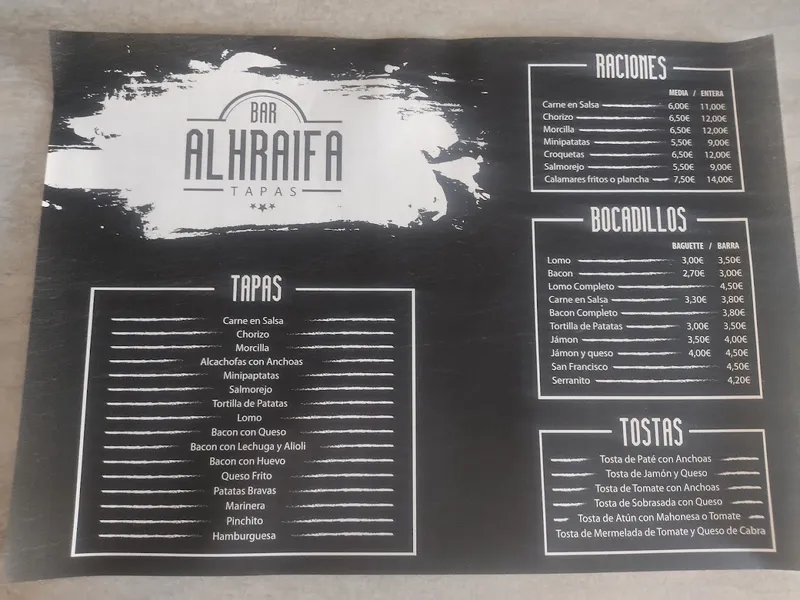 BAR
ALHRAIFA
TAPAS
TAPAS
Carne en Salsa
Chorizo
Morcilla
Alcachofas con Anchoas
Minipaptatas
Salmorejo
Tortilla de Patatas
Lomo
Bacon con Queso
Bacon con Lechuga y Alioli
Bacon con Huevo
Queso Frito
Patatas Bravas
Marinera
Pinchito
Hamburguesa
RACIONES
MEDIA / ENTERA
Carne en Salsa 6,00€ 11,00€
Chorizo 6,50€ 12,00€
Morcilla 6,50€ 12,00€
Minipatatas 5,50€ 9,00€
Croquetas 6,50€ 12,00€
Salmorejo 5,50€ 9,00€
Calamares fritos o plancha 7,50€ 14,00€
BOCADILLOS
BAGUETTE / BARRA
Lomo 3,00€ 3,50€
Bacon 2,70€ 3,00€
Lomo Completo 4,50€
Carne en Salsa 3,30€ 3,80€
Bacon Completo 3,80€
Tortilla de Patatas 3,00€ 3,50€
Jámon 3,50€ 4,00€
Jámon y queso 4,00€ 4,50€
San Francisco 4,50€
Serranito 4,20€
TOSTAS
Tosta de Paté con Anchoas
Tosta de Jamón y Queso
Tosta de Tomate con Anchoas
Tosta de Sobrasada con Queso
Tosta de Atún con Mahonesa o Tomate
Tosta de Mermelada de Tomate y Queso de Cabra